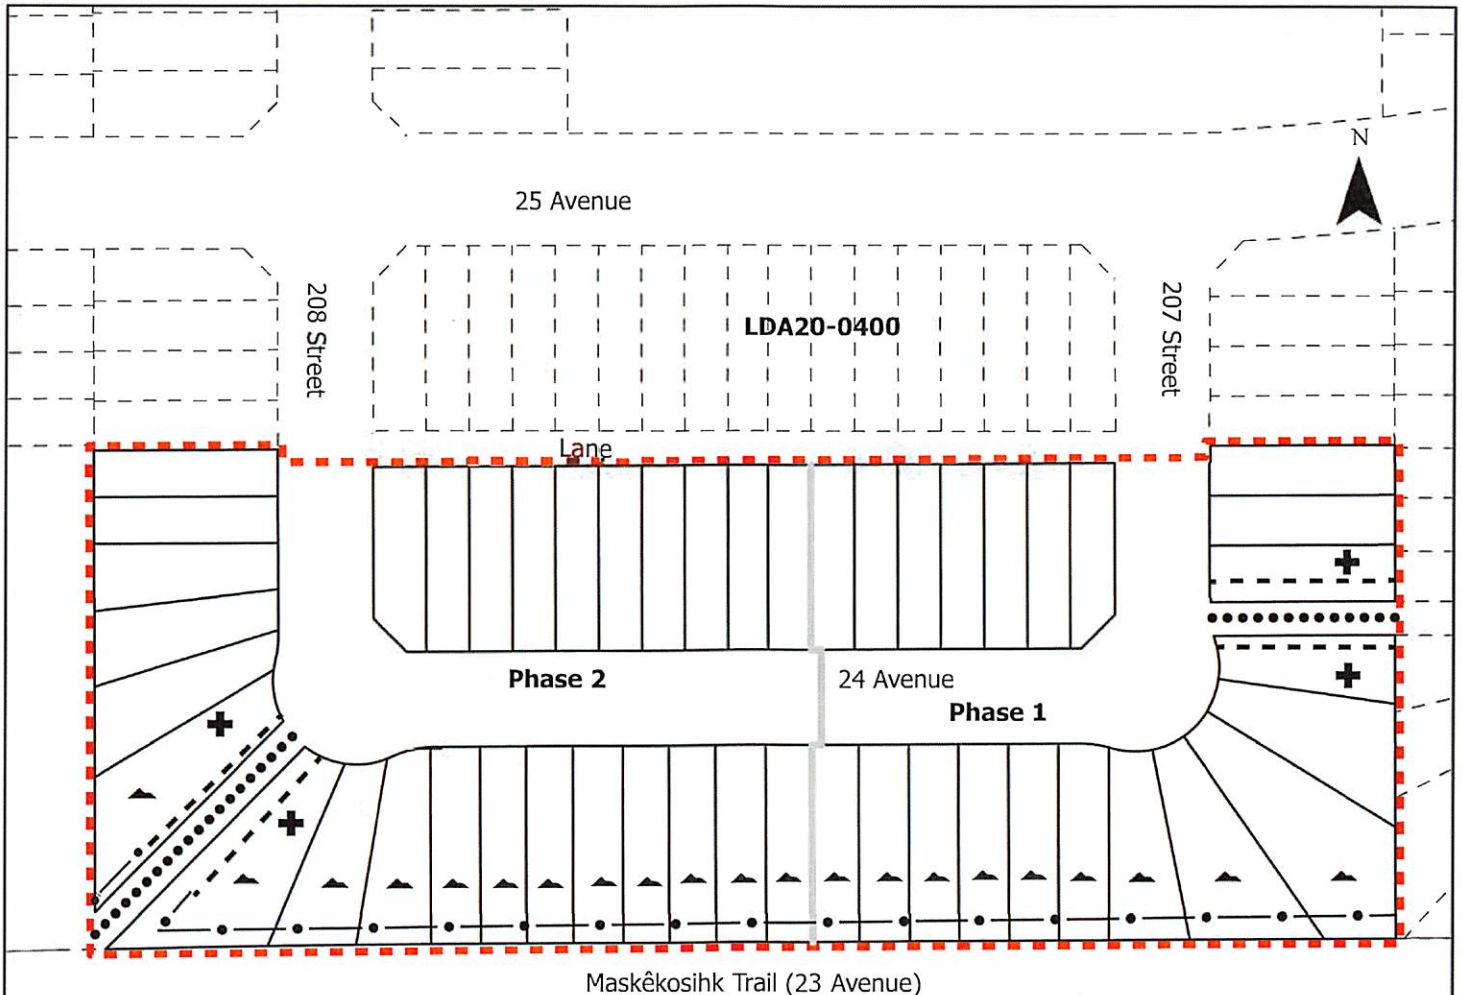 N
25 Avenue
208 Street
LDA20-0400
207 Street
Lane
Phase 2
24 Avenue
Phase 1
Maskêkosihk Trail (23 Avenue)